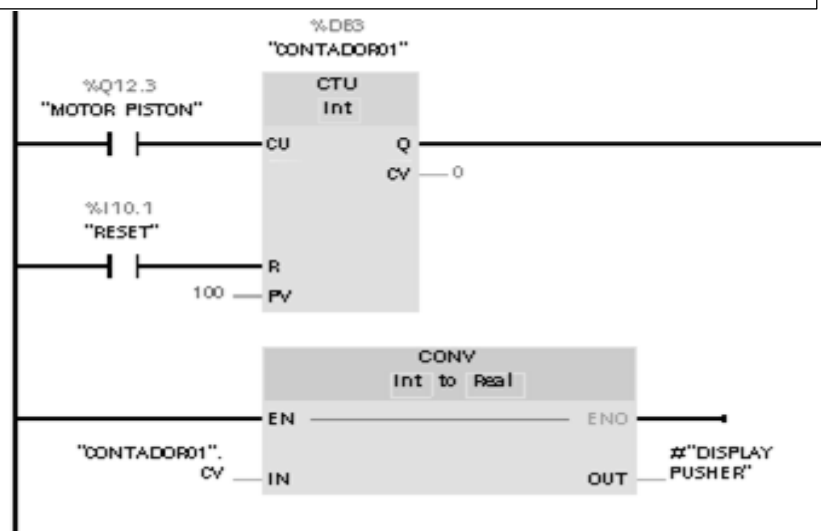 %DB3
"CONTADOR01"
%Q12.3
"MOTOR PISTON"
CTU
Int
CU
Q
CV
0
%I10.1
"RESET"
R
100
PV
CONV
Int to Real
EN
ENO
"CONTADOR01".
CV
IN
OUT
#"DISPLAY
PUSHER"